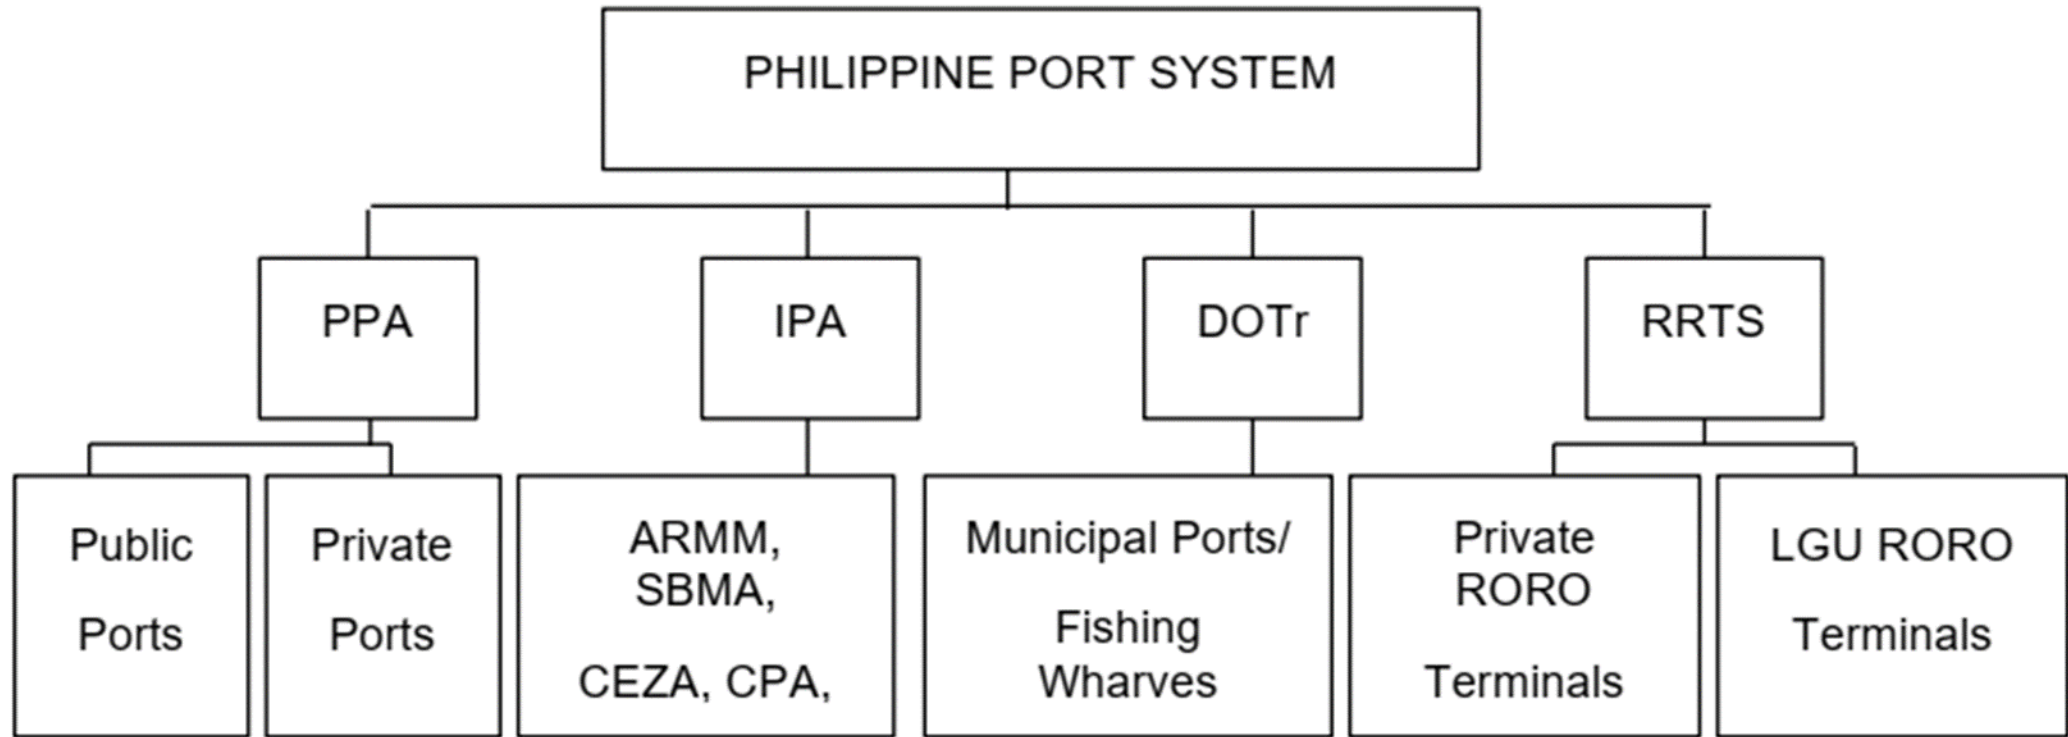 PHILIPPINE PORT SYSTEM
PPA
IPA
DOTr
RRTS
Public
Ports
Private
Ports
ARMM,
SBMA,
CEZA, CPA,
Municipal Ports/
Fishing
Wharves
Private
RORO
Terminals
LGU RORO
Terminals